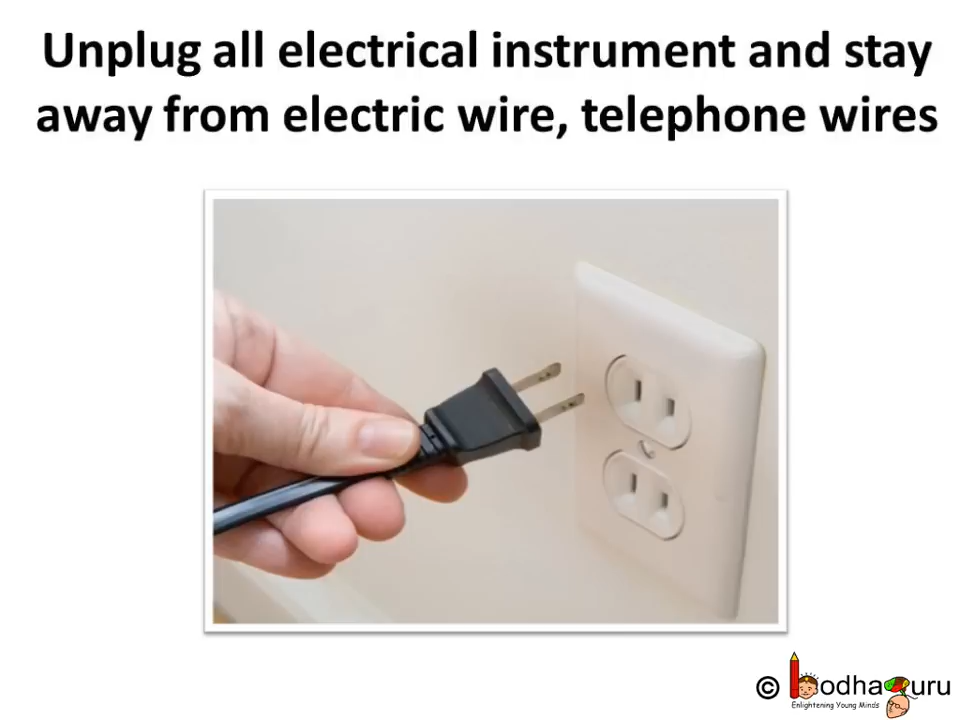 Unplug all electrical instrument and stay
away from electric wire, telephone wires
© bodhaguru
Enlightening Young Minds